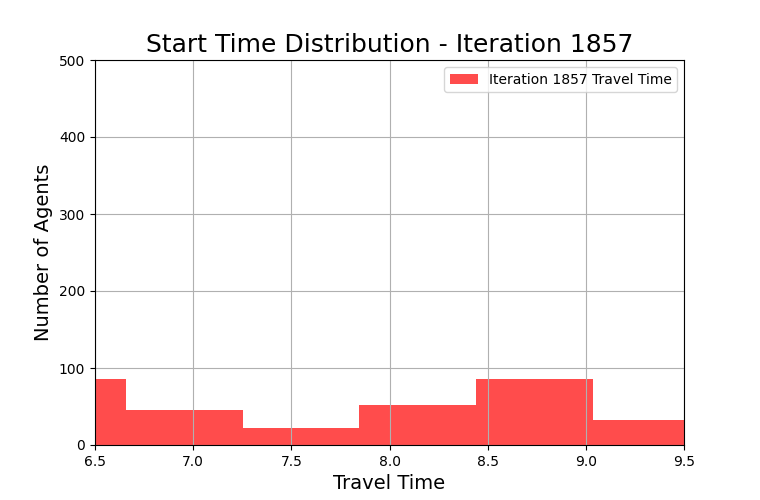 Start Time Distribution - Iteration 1857
Iteration 1857 Travel Time
Number of Agents
500
400
300
200
100
0
6.5 7.0 7.5 8.0 8.5 9.0 9.5
Travel Time